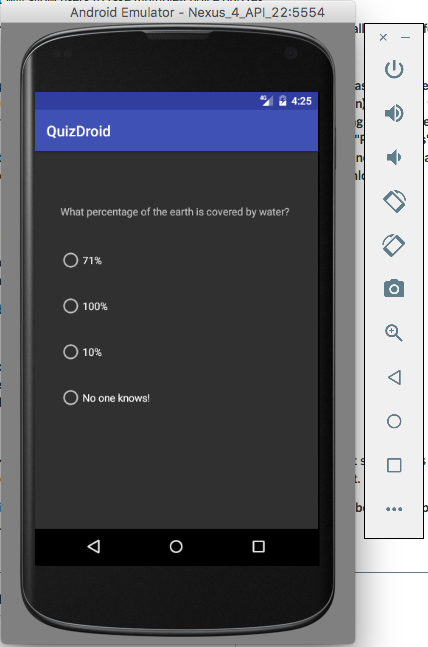 Android Emulator - Nexus_4_API_22:5554
4G 4:25
QuizDroid
What percentage of the earth is covered by water?
71%
100%
10%
No one knows!